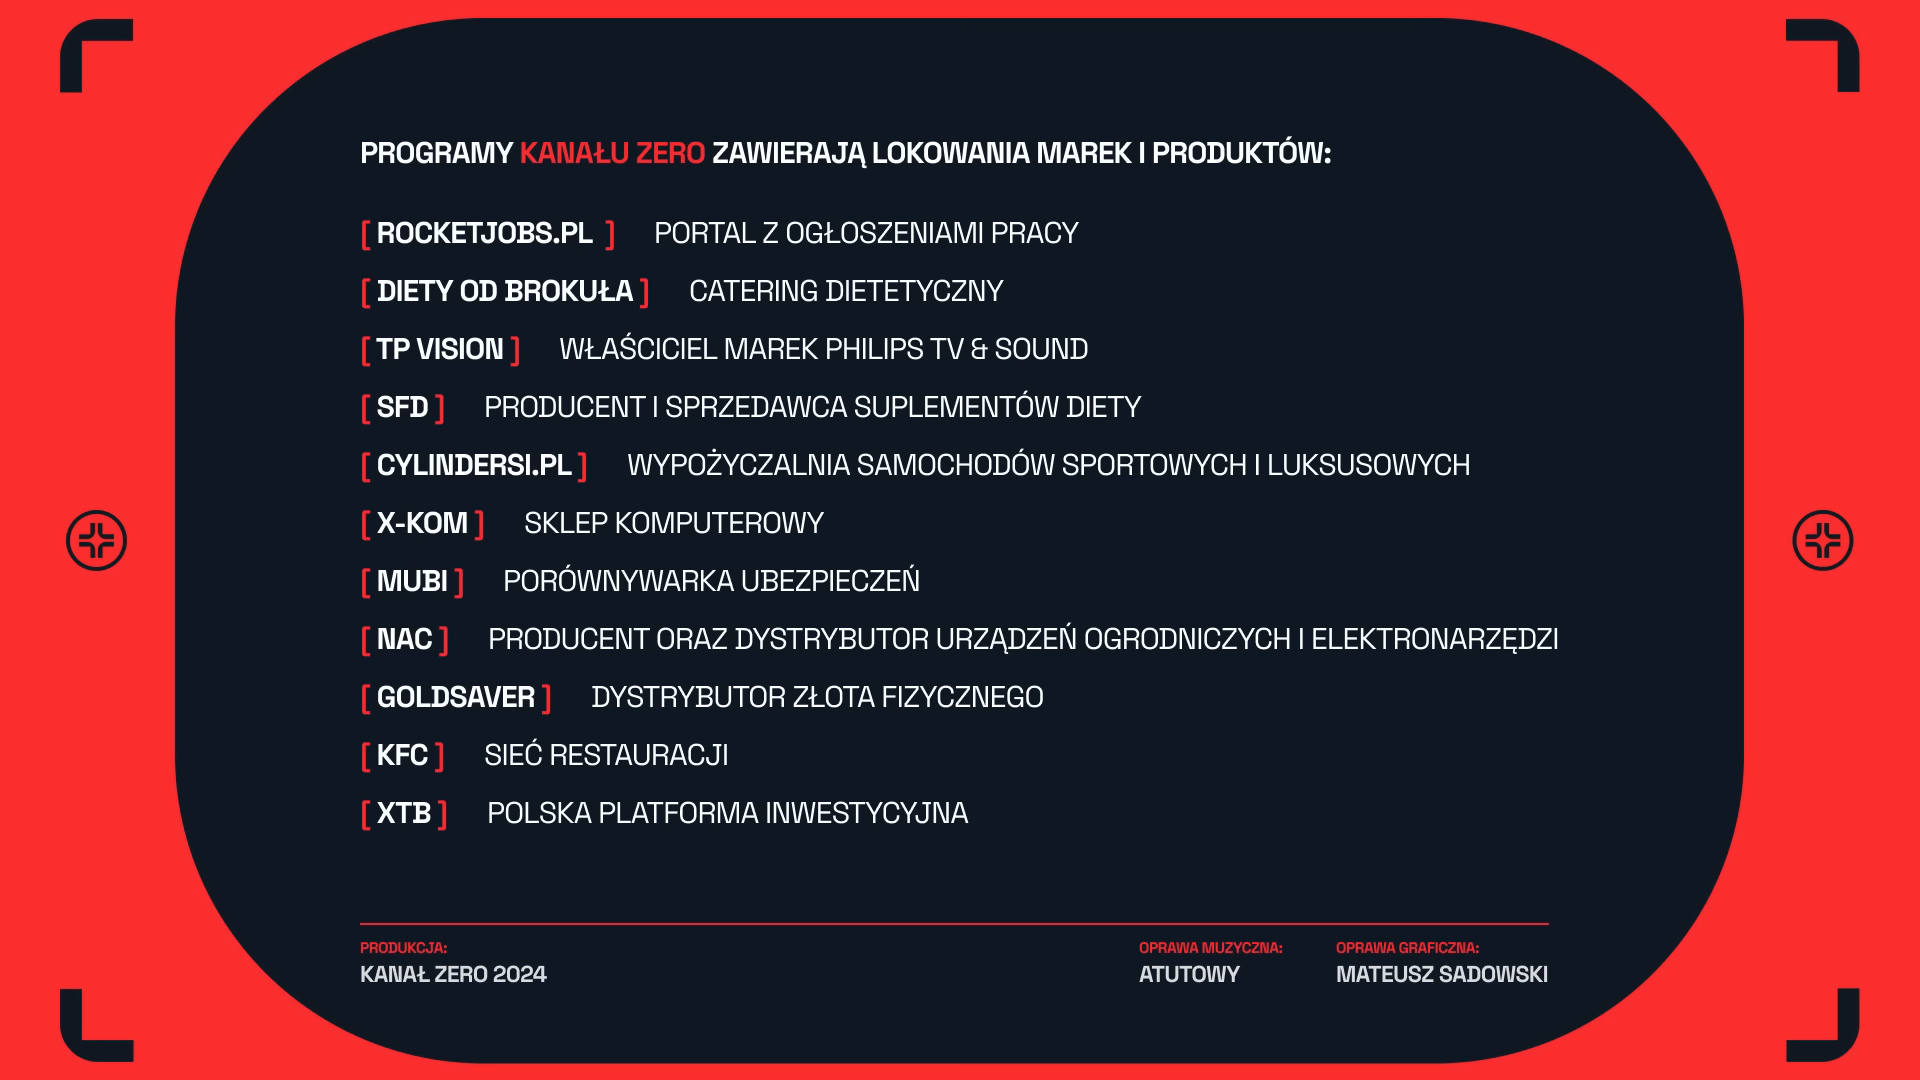 PROGRAMY KANAŁU ZERO ZAWIERAJĄ LOKOWANIA MAREK I PRODUKTÓW:
[ ROCKETJOBS.PL ] PORTAL Z OGŁOSZENIAMI PRACY
[ DIETY OD BROKUŁA ] CATERING DIETETYCZNY
[ TP VISION ] WŁAŚCICIEL MAREK PHILIPS TV & SOUND
[ SFD ] PRODUCENT I SPRZEDAWCA SUPLEMENTÓW DIETY
[ CYLINDERSI.PL ] WYPOŻYCZALNIA SAMOCHODÓW SPORTOWYCH I LUKSUSOWYCH
[ X-KOM ] SKLEP KOMPUTEROWY
[ MUBI ] PORÓWNYWARKA UBEZPIECZEŃ
[ NAC ] PRODUCENT ORAZ DYSTRYBUTOR URZĄDZEŃ OGRODNICZYCH I ELEKTRONARZĘDZI
[ GOLDSAVER ] DYSTRYBUTOR ZŁOTA FIZYCZNEGO
[ KFC ] SIEĆ RESTAURACJI
[ XTB ] POLSKA PLATFORMA INWESTYCYJNA
PRODUKCJA:
KANAŁ ZERO 2024
OPRAWA MUZYCZNA:
ATUTOWY
OPRAWA GRAFICZNA:
MATEUSZ SADOWSKI